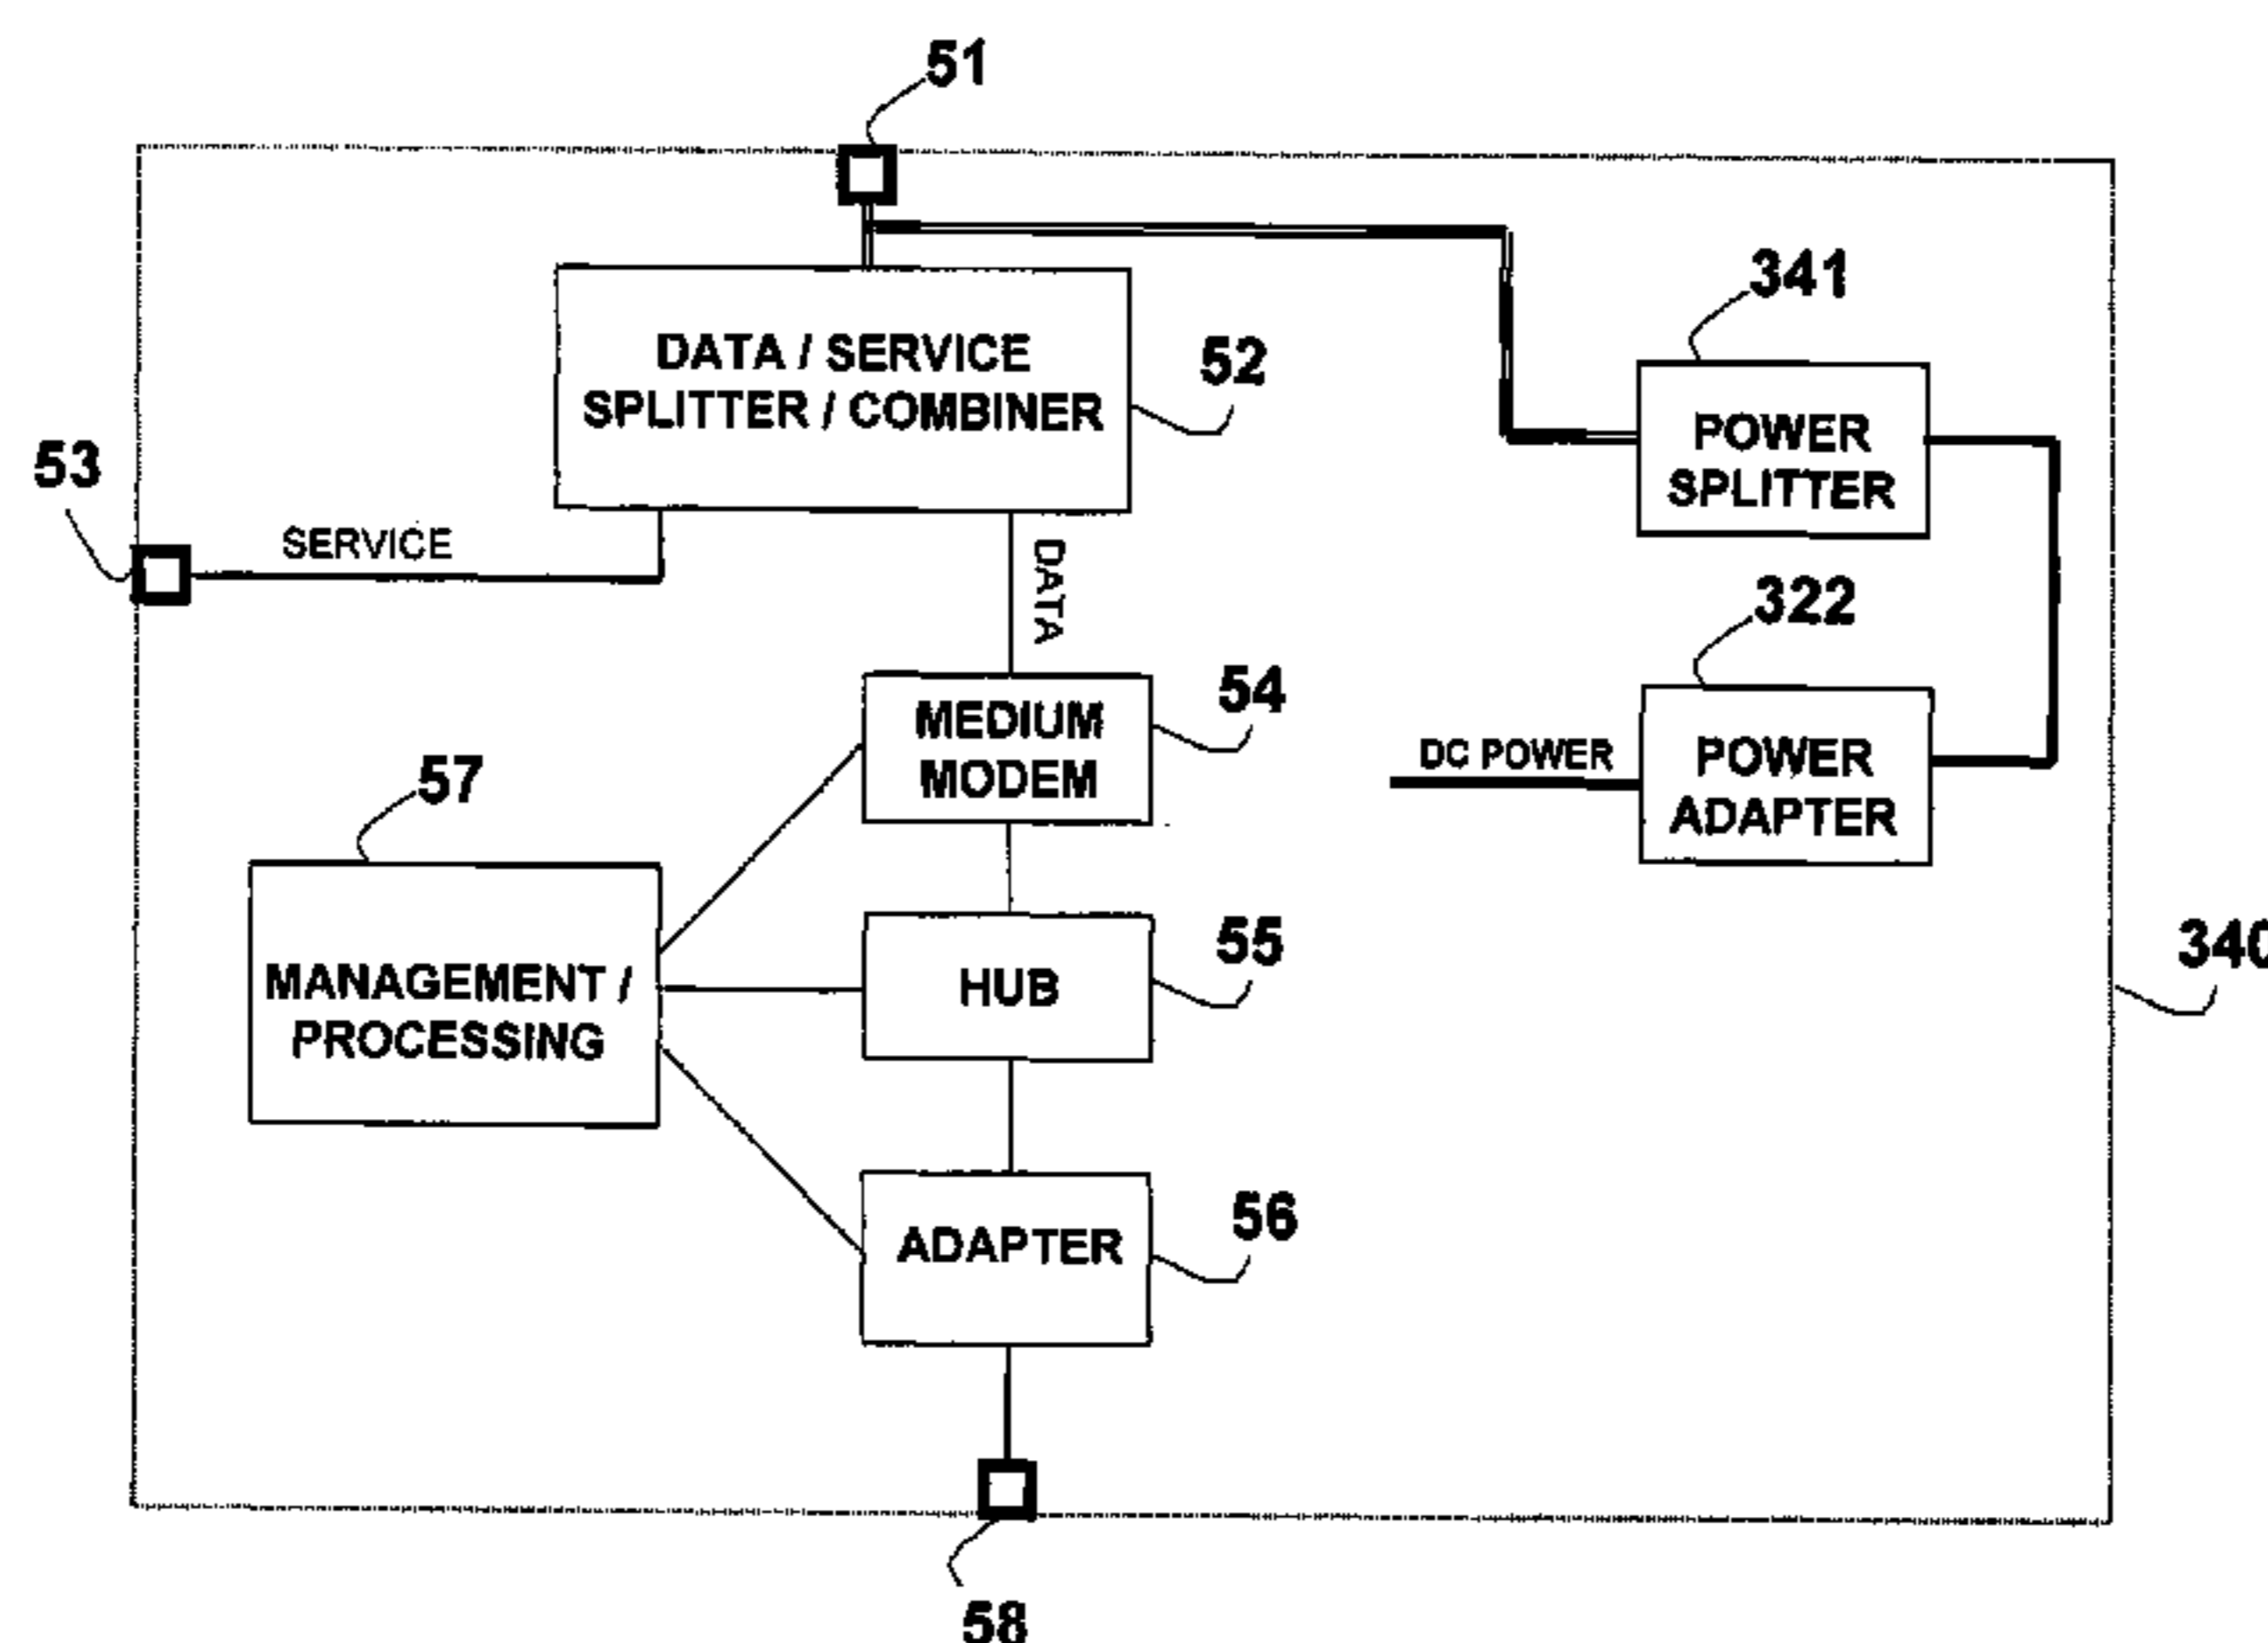 51
341
DATA / SERVICE
SPLITTER / COMBINER
52
POWER
SPLITTER
53
SERVICE
DATA
322
54
MEDIUM
MODEM
DC POWER
POWER
ADAPTER
57
55
340
MANAGEMENT /
PROCESSING
HUB
56
ADAPTER
58